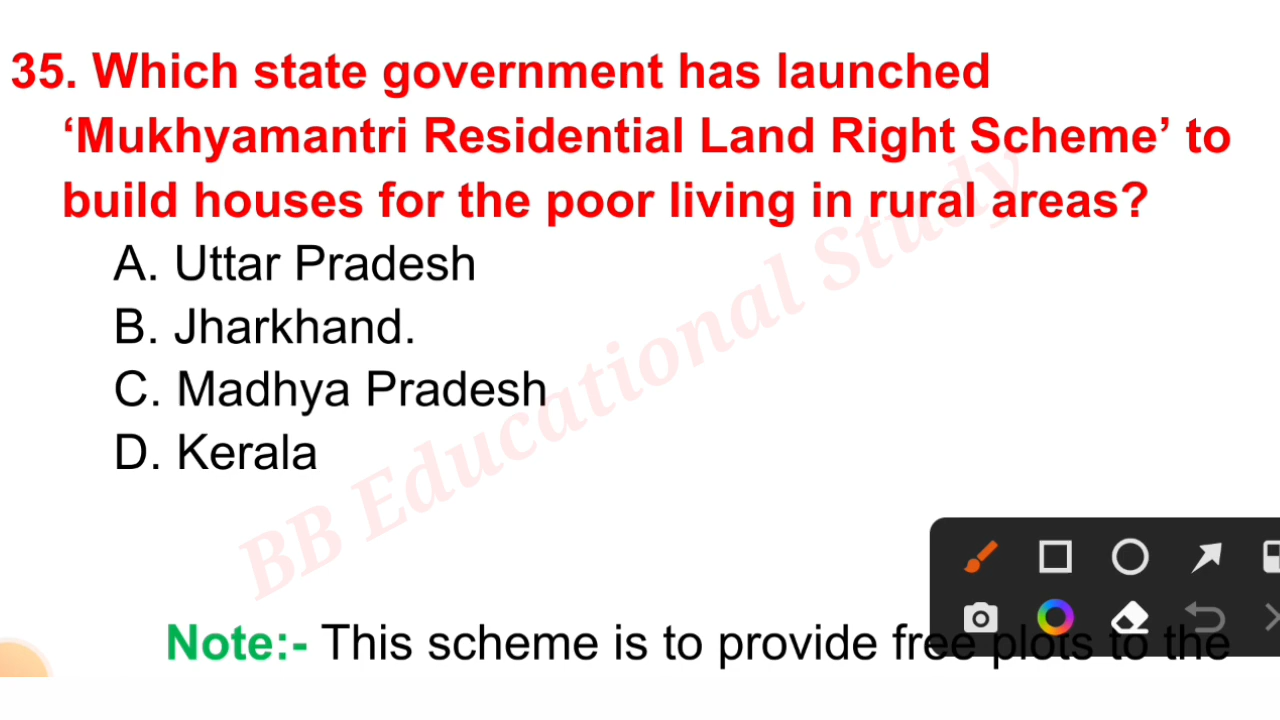 35. Which state government has launched
‘Mukhyamantri Residential Land Right Scheme’ to
build houses for the poor living in rural areas?
A. Uttar Pradesh
B. Jharkhand.
C. Madhya Pradesh
D. Kerala
BB Educational Study
Note:- This scheme is to provide free plots to the